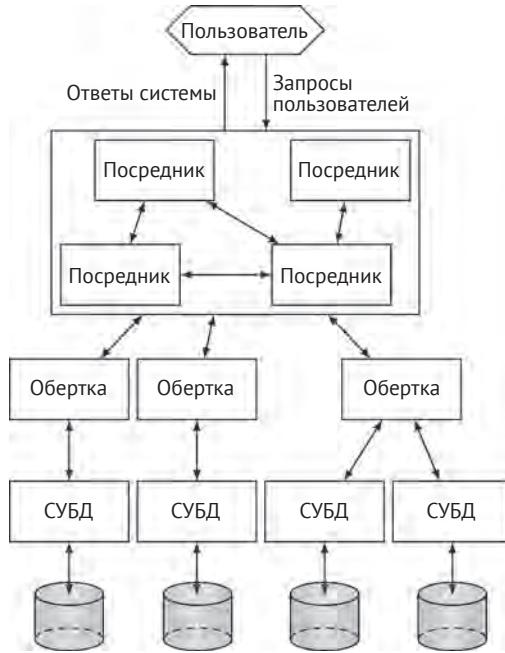 Пользователь
Ответы системы
Запросы
пользователей
Посредник
Посредник
Посредник
Посредник
Обертка
Обертка
Обертка
СУБД
СУБД
СУБД
СУБД